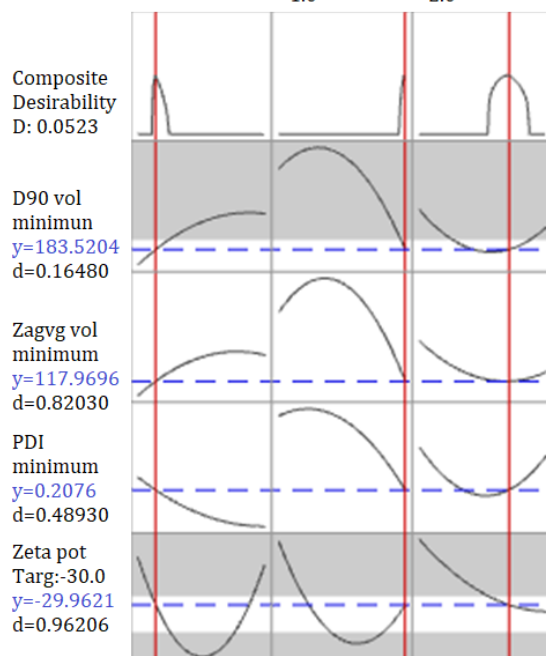 Composite
Desirability
D: 0.0523
D90 vol
minimun
y=183.5204
d=0.16480
Zagvg vol
minimum
y=117.9696
d=0.82030
PDI
minimum
y=0.2076
d=0.48930
Zeta pot
Targ:-30.0
y=-29.9621
d=0.96206